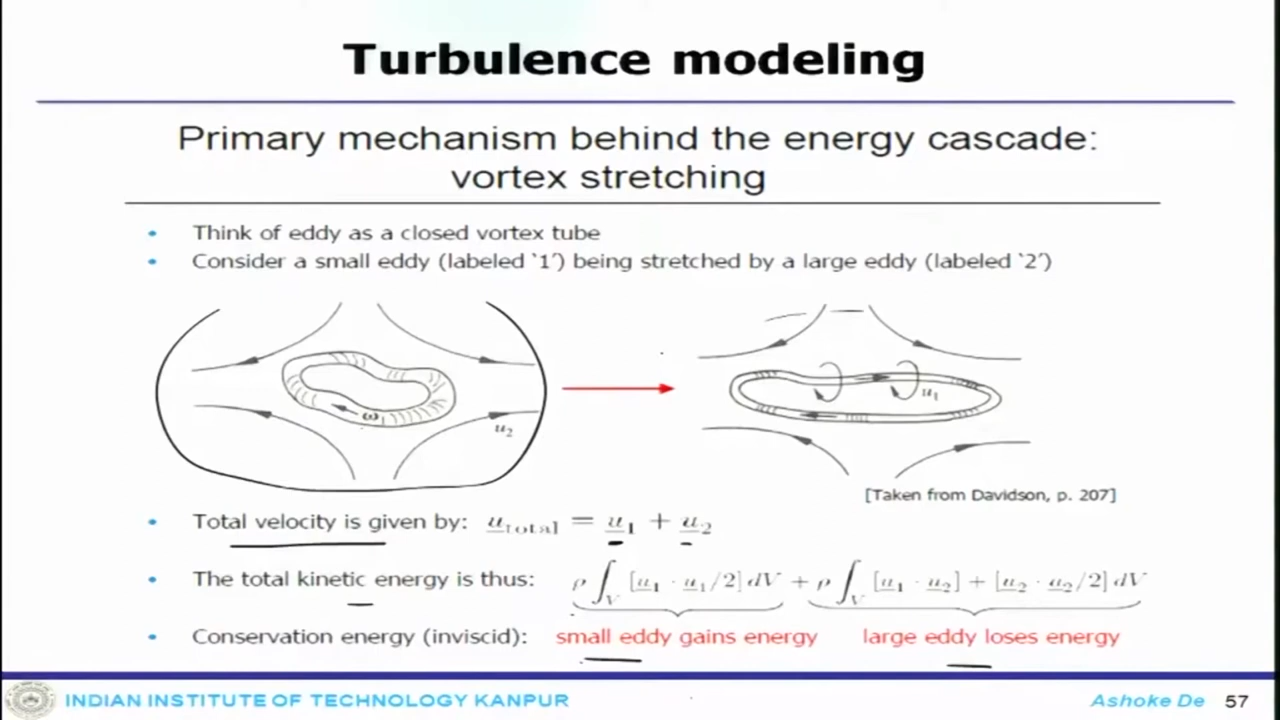 Turbulence modeling
Primary mechanism behind the energy cascade:
vortex stretching
• Think of eddy as a closed vortex tube
• Consider a small eddy (labeled ‘1’) being stretched by a large eddy (labeled ‘2’)
ω₁
u₂
u₁
[Taken from Davidson, p. 207]
• Total velocity is given by: u_total = u₁ + u₂
• The total kinetic energy is thus: ρ ∫_V [u₁ · u₁/2] dV + ρ ∫_V [u₁ · u₂] + [u₂ · u₂/2] dV
• Conservation energy (inviscid): small eddy gains energy large eddy loses energy
INDIAN INSTITUTE OF TECHNOLOGY KANPUR Ashoke De 57